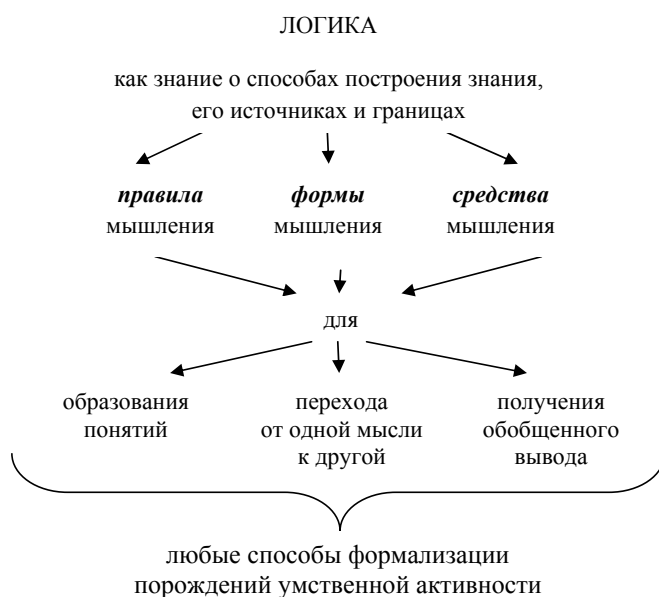 ЛОГИКА
как знание о способах построения знания,
его источниках и границах
правила формы средства
мышления мышления мышления
для
образования перехода получения
понятий от одной мысли обобщенного
к другой вывода
любые способы формализации
порождений умственной активности